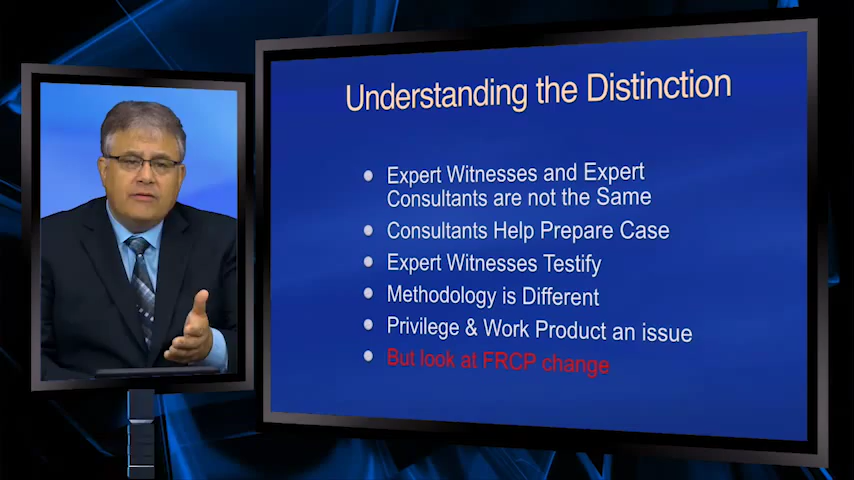 Understanding the Distinction
Expert Witnesses and Expert
Consultants are not the Same
Consultants Help Prepare Case
Expert Witnesses Testify
Methodology is Different
Privilege & Work Product an issue
But look at FRCP change